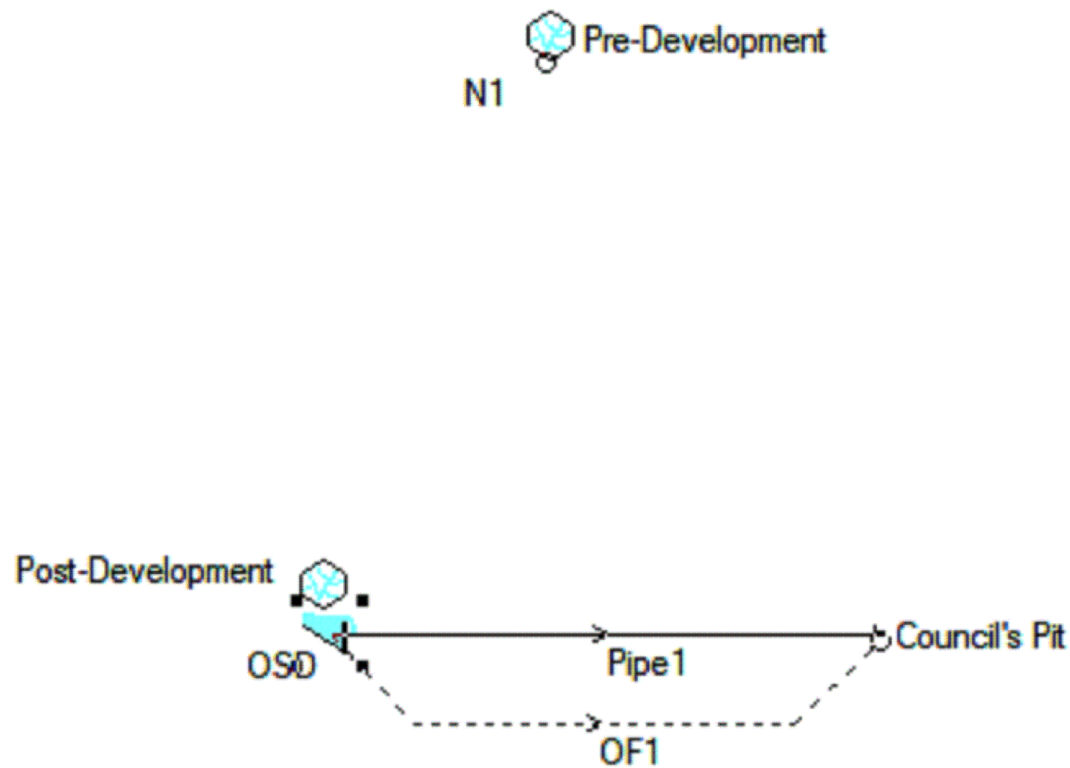 Pre-Development
N1
Post-Development
OSD
Pipe1
Council's Pit
OF1